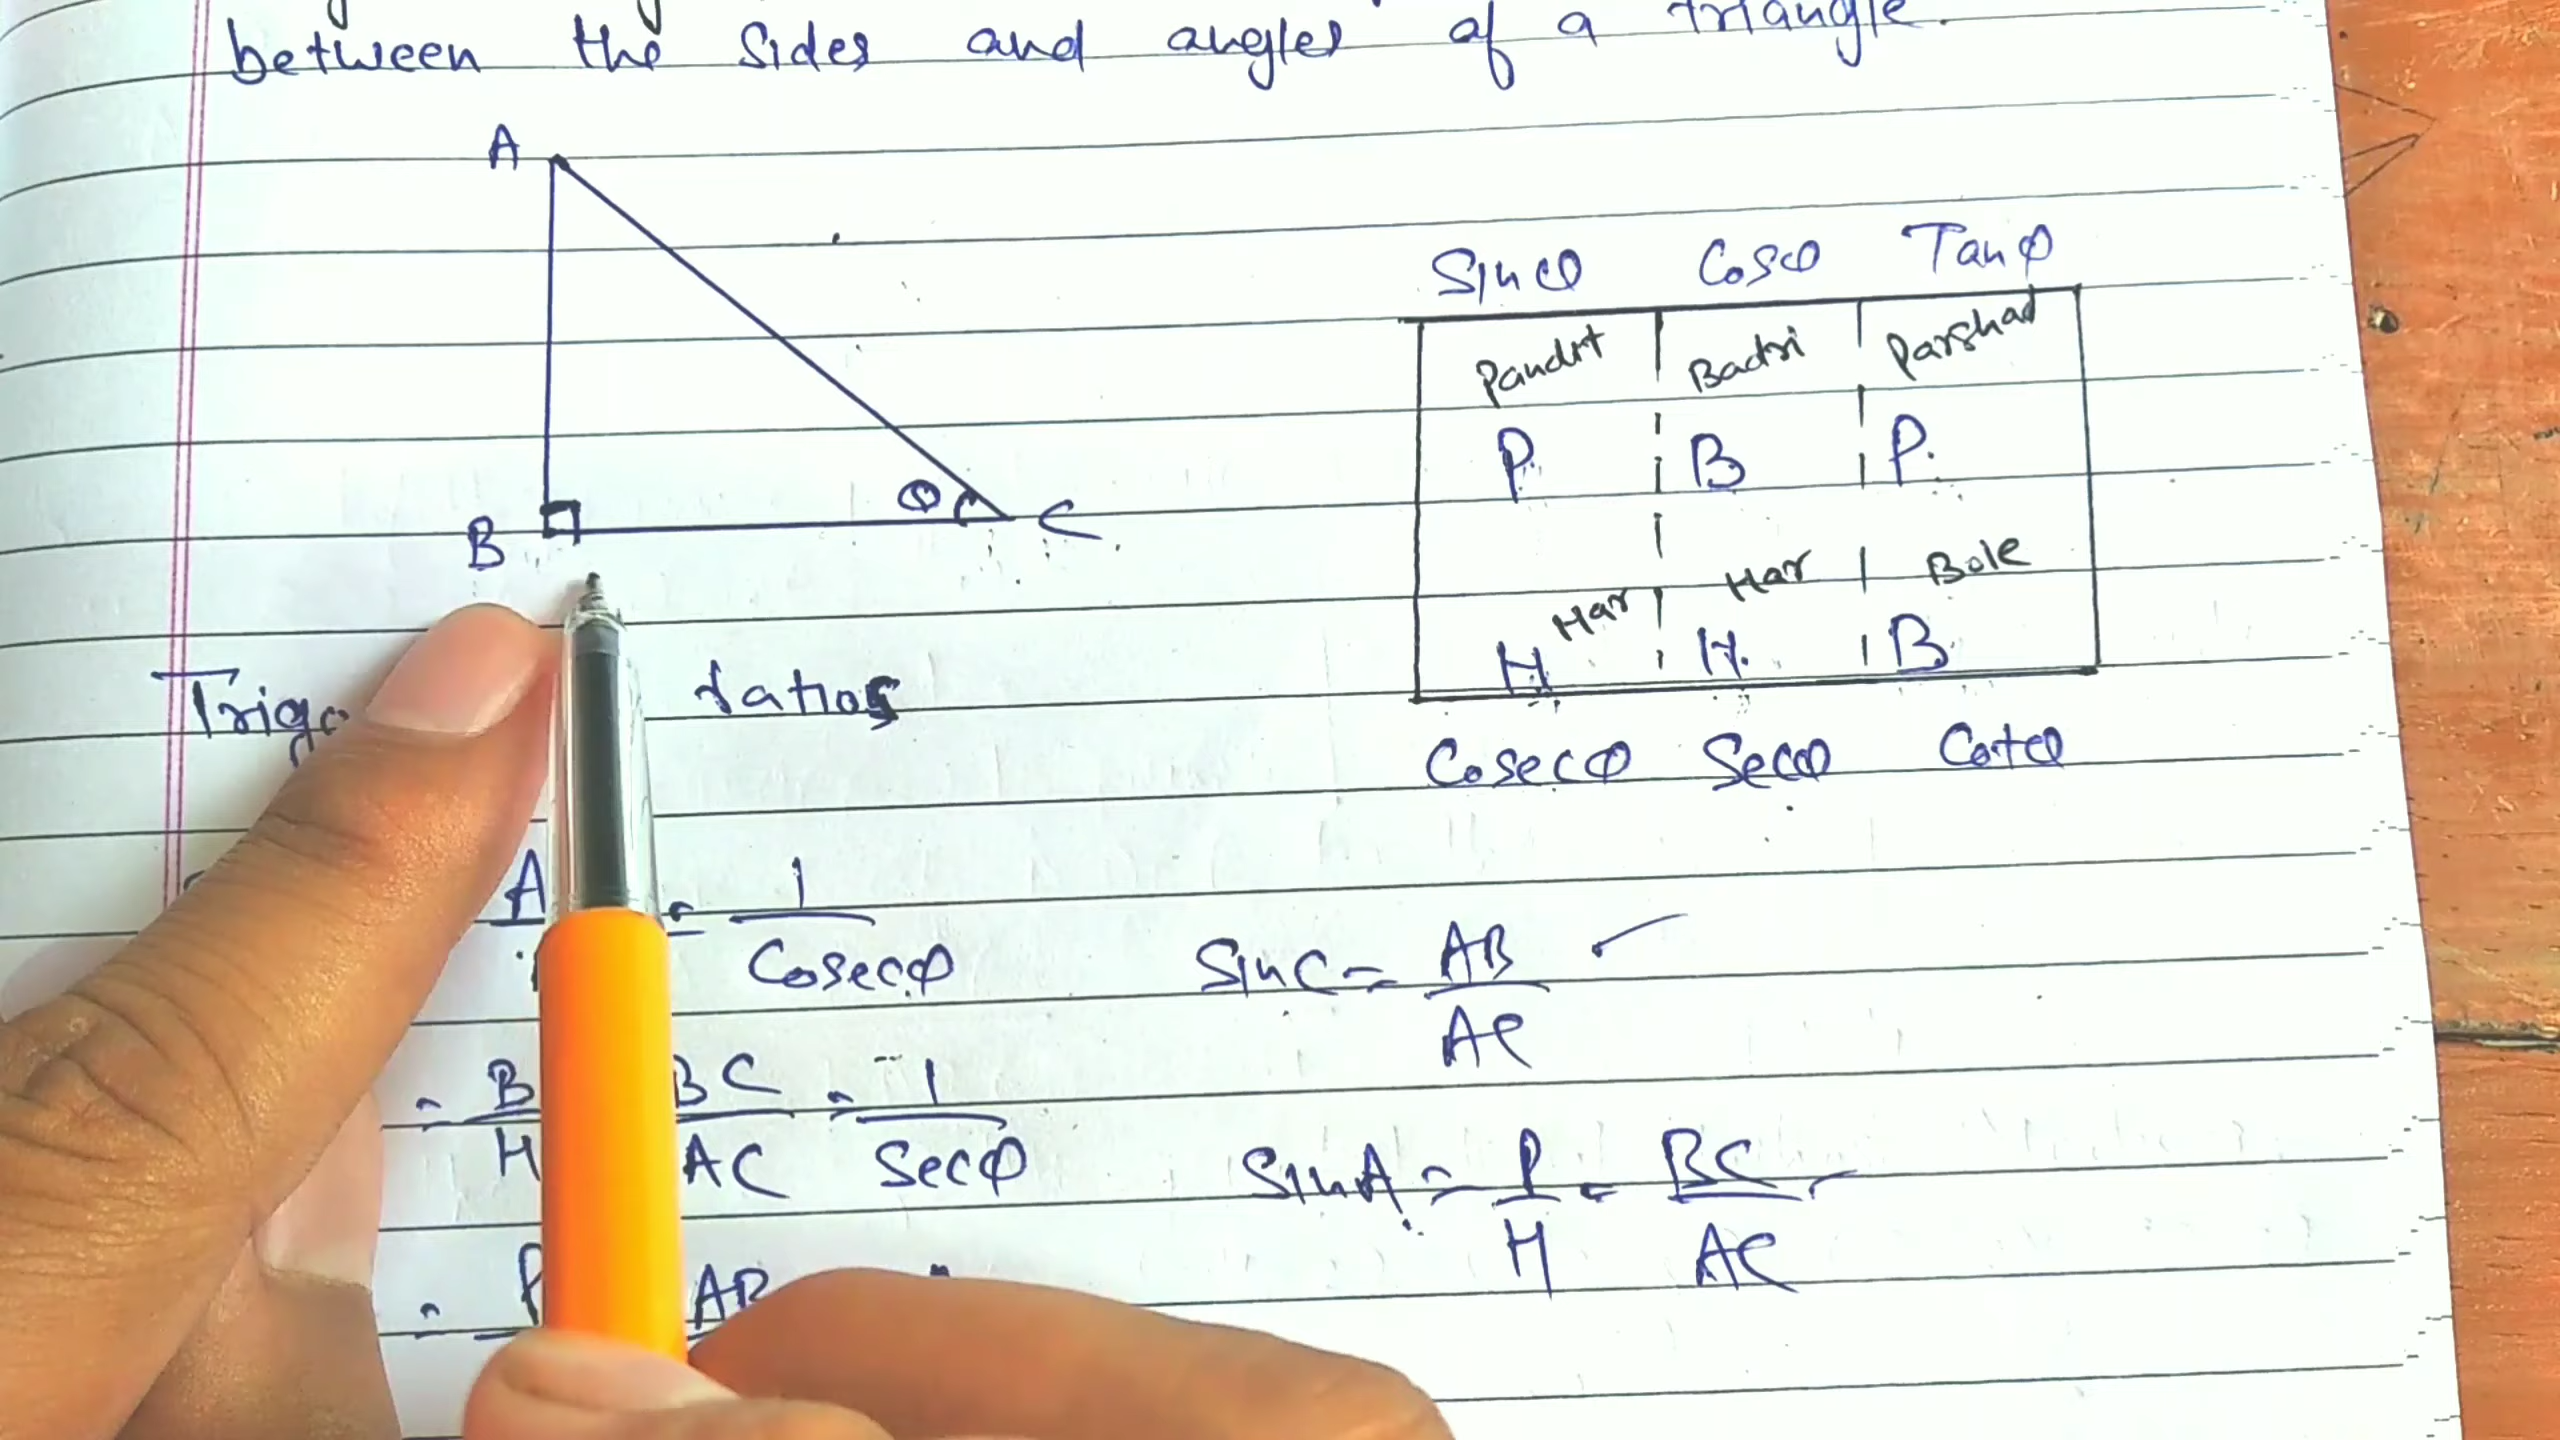 between the sides and angles of a triangle.
A
B
θ
C
Sinθ Cosθ Tanθ
Pandit Badri Parshad
P B P
Har Har Bole
H H B
Cosecθ Secθ Cotθ
ratios
A = 1
Cosecθ
SinC = AB
AC
= B BC = 1
H AC Secθ
SinA = P = BC
H AC
= P AB